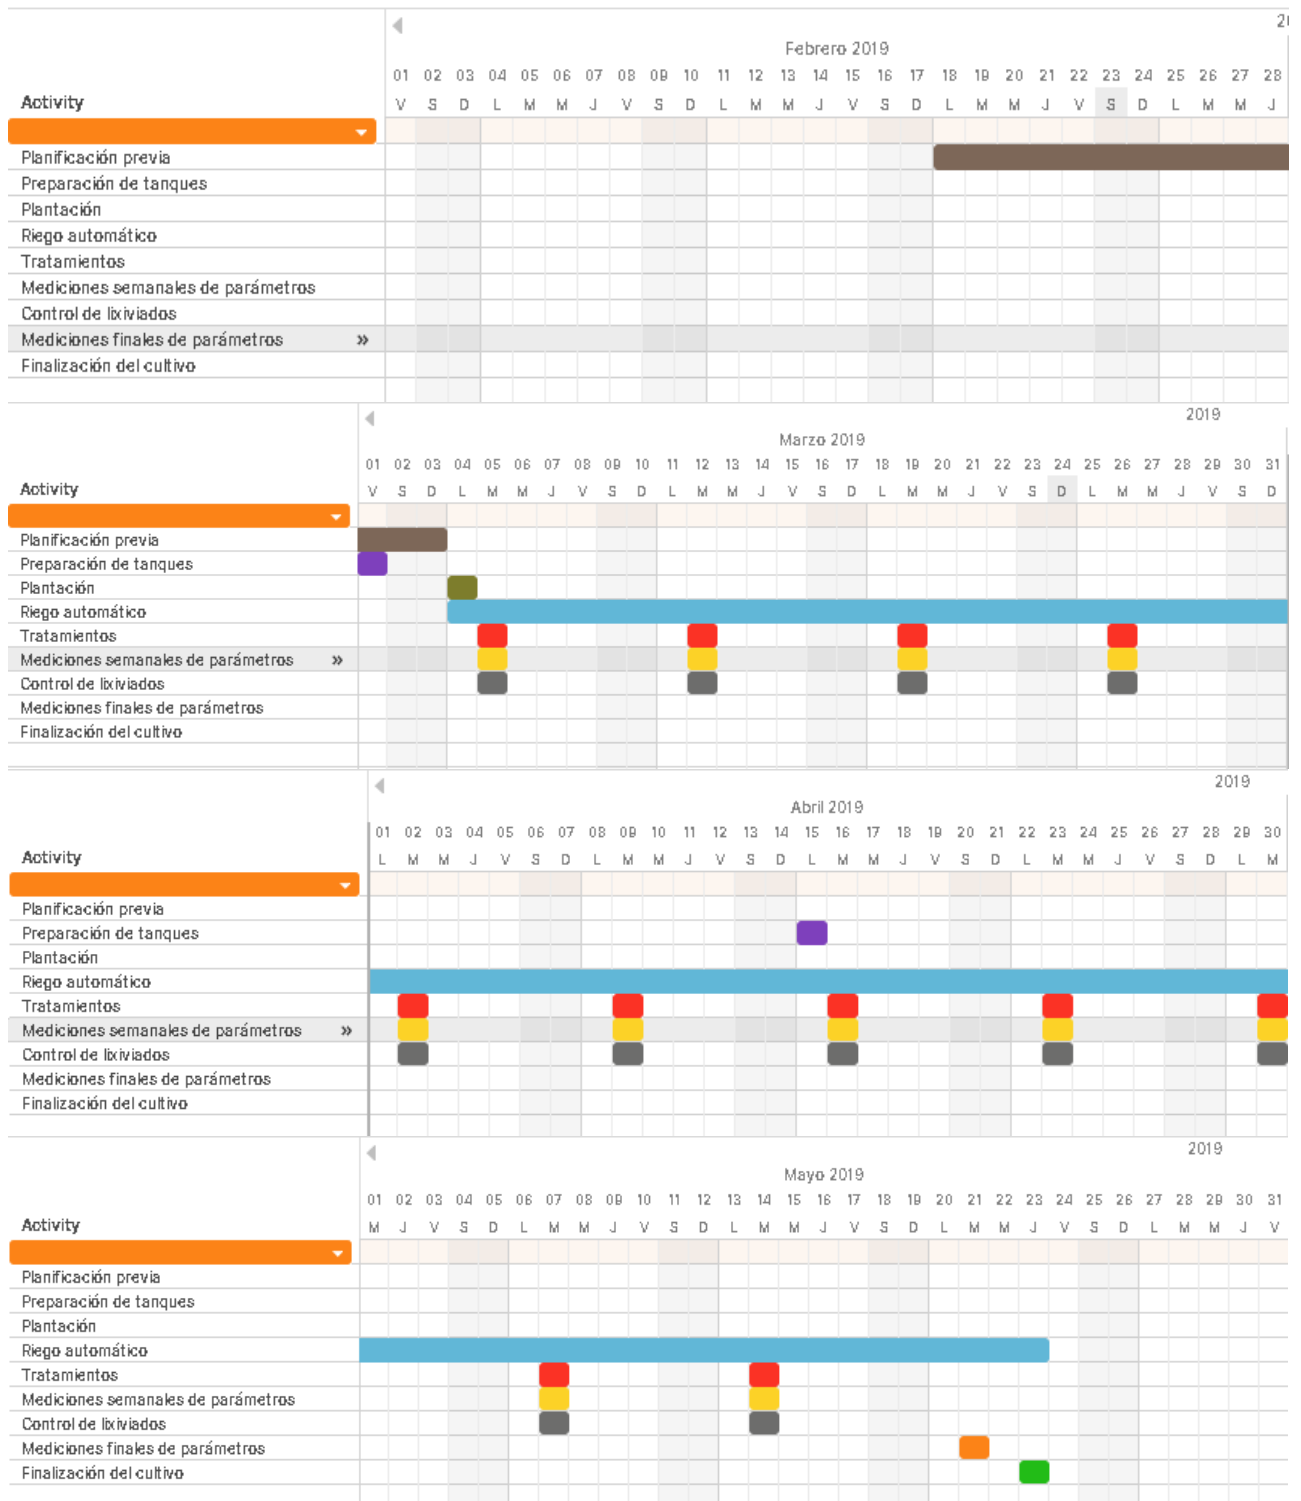 20
Febrero 2019
01 02 03 04 05 06 07 08 09 10 11 12 13 14 15 16 17 18 19 20 21 22 23 24 25 26 27 28
Activity V S D L M M J V S D L M M J V S D L M M J V S D L M M J
Planificación previa
Preparación de tanques
Plantación
Riego automático
Tratamientos
Mediciones semanales de parámetros
Control de lixiviados
Mediciones finales de parámetros »
Finalización del cultivo
2019
Marzo 2019
01 02 03 04 05 06 07 08 09 10 11 12 13 14 15 16 17 18 19 20 21 22 23 24 25 26 27 28 29 30 31
Activity V S D L M M J V S D L M M J V S D L M M J V S D L M M J V S D
Planificación previa
Preparación de tanques
Plantación
Riego automático
Tratamientos
Mediciones semanales de parámetros »
Control de lixiviados
Mediciones finales de parámetros
Finalización del cultivo
2019
Abril 2019
01 02 03 04 05 06 07 08 09 10 11 12 13 14 15 16 17 18 19 20 21 22 23 24 25 26 27 28 29 30
Activity L M M J V S D L M M J V S D L M M J V S D L M M J V S D L M
Planificación previa
Preparación de tanques
Plantación
Riego automático
Tratamientos
Mediciones semanales de parámetros »
Control de lixiviados
Mediciones finales de parámetros
Finalización del cultivo
2019
Mayo 2019
01 02 03 04 05 06 07 08 09 10 11 12 13 14 15 16 17 18 19 20 21 22 23 24 25 26 27 28 29 30 31
Activity M J V S D L M M J V S D L M M J V S D L M M J V S D L M M J V
Planificación previa
Preparación de tanques
Plantación
Riego automático
Tratamientos
Mediciones semanales de parámetros
Control de lixiviados
Mediciones finales de parámetros
Finalización del cultivo